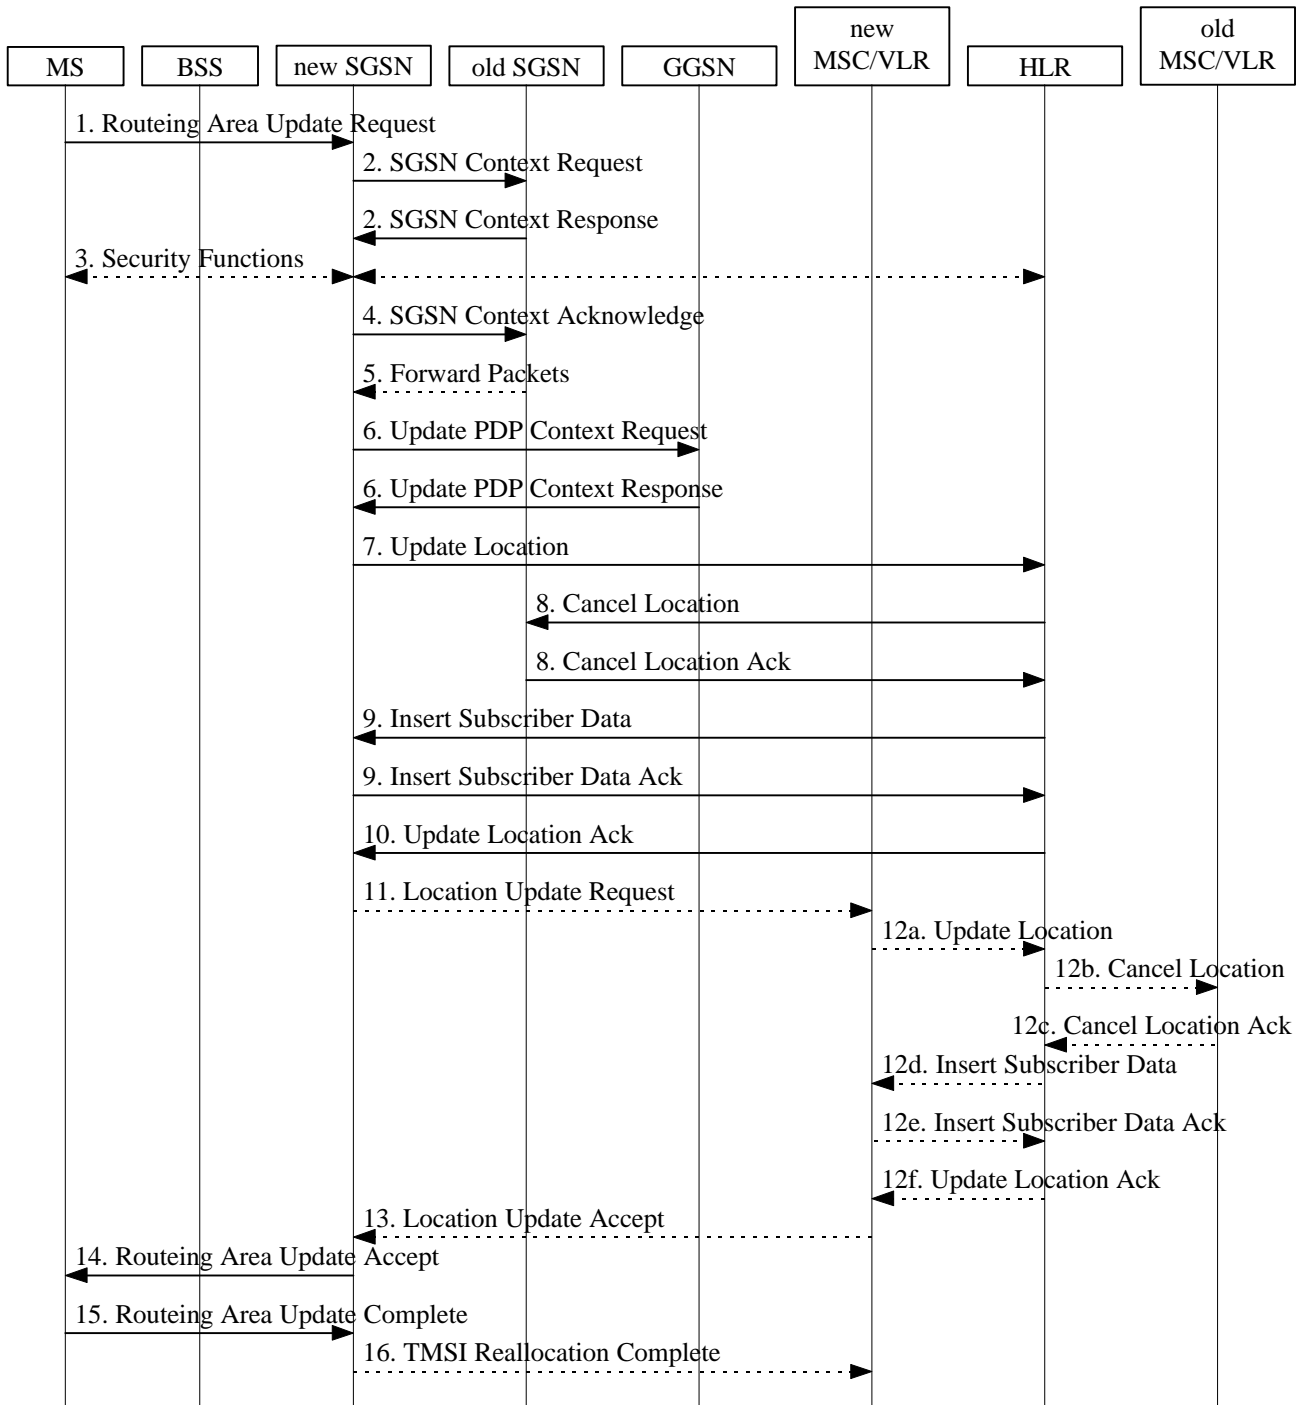 new
MSC/VLR
old
MSC/VLR
MS
BSS
new SGSN
old SGSN
GGSN
HLR
1. Routeing Area Update Request
2. SGSN Context Request
2. SGSN Context Response
3. Security Functions
4. SGSN Context Acknowledge
5. Forward Packets
6. Update PDP Context Request
6. Update PDP Context Response
7. Update Location
8. Cancel Location
8. Cancel Location Ack
9. Insert Subscriber Data
9. Insert Subscriber Data Ack
10. Update Location Ack
11. Location Update Request
12a. Update Location
12b. Cancel Location
12c. Cancel Location Ack
12d. Insert Subscriber Data
12e. Insert Subscriber Data Ack
12f. Update Location Ack
13. Location Update Accept
14. Routeing Area Update Accept
15. Routeing Area Update Complete
16. TMSI Reallocation Complete